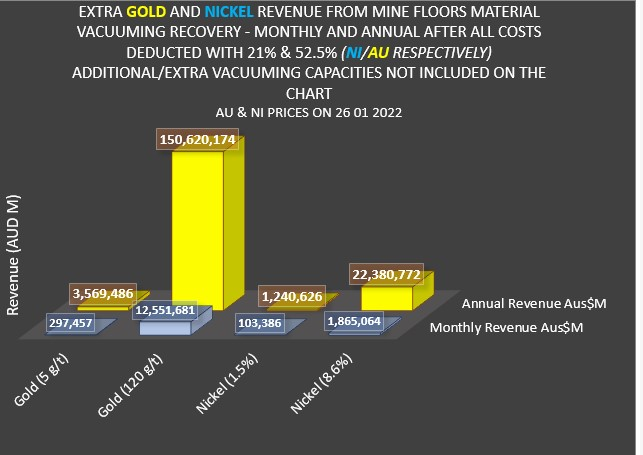 EXTRA GOLD AND NICKEL REVENUE FROM MINE FLOORS MATERIAL
VACUUMING RECOVERY - MONTHLY AND ANNUAL AFTER ALL COSTS
DEDUCTED WITH 21% & 52.5% (NI/AU RESPECTIVELY)
ADDITIONAL/EXTRA VACUUMING CAPACITIES NOT INCLUDED ON THE
CHART
AU & NI PRICES ON 26 01 2022
Revenue (AUD M)
150,620,174
3,569,486
1,240,626
22,380,772
297,457
12,551,681
103,386
1,865,064
Annual Revenue Aus$M
Monthly Revenue Aus$M
Gold (5 g/t)
Gold (120 g/t)
Nickel (1.5%)
Nickel (8.6%)